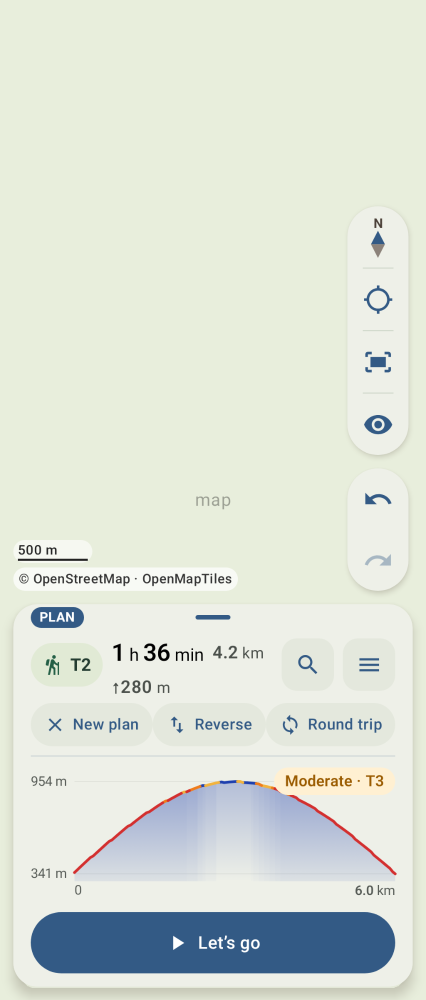 N
map
500 m
© OpenStreetMap · OpenMapTiles
PLAN
T2
1 h 36 min 4.2 km
↑280 m
New plan Reverse Round trip
954 m
Moderate · T3
341 m
0 6.0 km
Let’s go